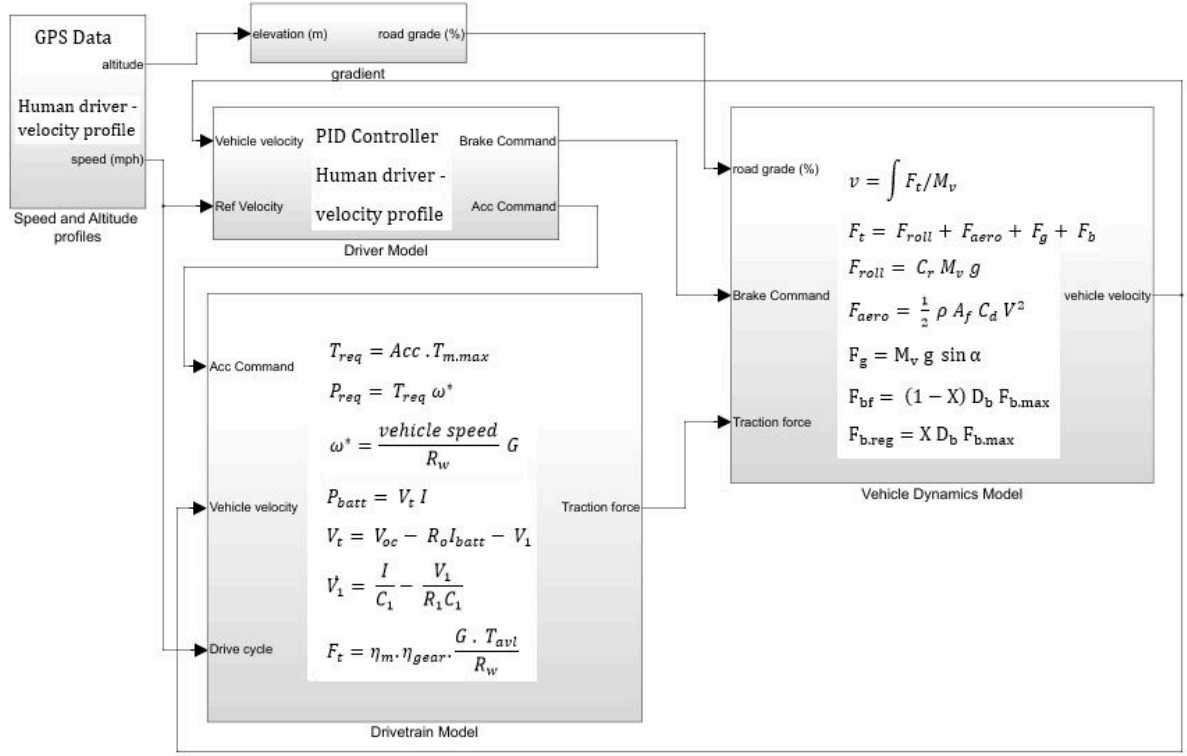 GPS Data
altitude
Human driver -
velocity profile
speed (mph)
Speed and Altitude
profiles
elevation (m)
road grade (%)
gradient
Vehicle velocity
PID Controller
Brake Command
Human driver -
Ref Velocity
velocity profile
Acc Command
Driver Model
Acc Command
T_req = Acc . T_m.max
P_req = T_req ω*
ω* = vehicle speed / R_w G
Vehicle velocity
P_batt = V_t I
Traction force
V_t = V_oc − R_o I_batt − V_1
V̇_1 = I / C_1 − V_1 / R_1 C_1
Drive cycle
F_t = η_m. η_gear. G . T_avl / R_w
Drivetrain Model
road grade (%)
v = ∫ F_t/M_v
F_t = F_roll + F_aero + F_g + F_b
F_roll = C_r M_v g
Brake Command
vehicle velocity
F_aero = 1/2 ρ A_f C_d V²
F_g = M_v g sin α
F_bf = (1 − X) D_b F_b.max
Traction force
F_b.reg = X D_b F_b.max
Vehicle Dynamics Model